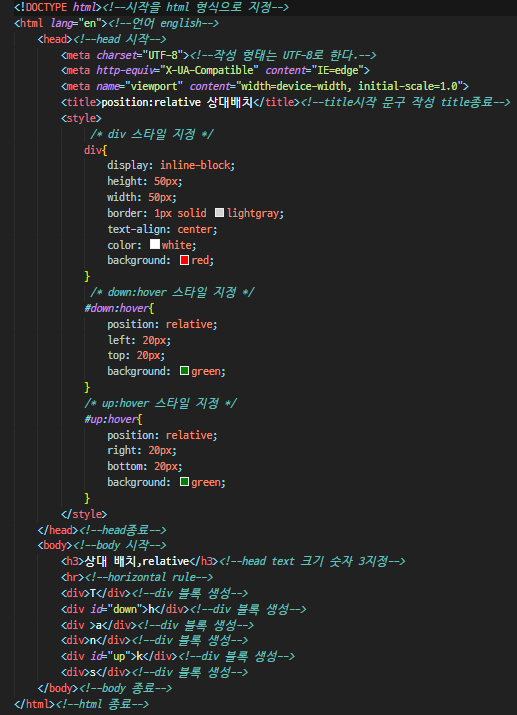 <!DOCTYPE html><!--시작을 html 형식으로 지정-->
<html lang="en"><!--언어 english-->
<head><!--head 시작-->
<meta charset="UTF-8"><!--작성 형태는 UTF-8로 한다.-->
<meta http-equiv="X-UA-Compatible" content="IE=edge">
<meta name="viewport" content="width=device-width, initial-scale=1.0">
<title>position:relative 상대배치</title><!--title시작 문구 작성 title종료-->
<style>
/* div 스타일 지정 */
div{
display: inline-block;
height: 50px;
width: 50px;
border: 1px solid lightgray;
text-align: center;
color: white;
background: red;
}
/* down:hover 스타일 지정 */
#down:hover{
position: relative;
left: 20px;
top: 20px;
background: green;
}
/* up:hover 스타일 지정 */
#up:hover{
position: relative;
right: 20px;
bottom: 20px;
background: green;
}
</style>
</head><!--head종료-->
<body><!--body 시작-->
<h3>상대 배치,relative</h3><!--head text 크기 숫자 3지정-->
<hr><!--horizontal rule-->
<div>T</div><!--div 블록 생성-->
<div id="down">h</div><!--div 블록 생성-->
<div >a</div><!--div 블록 생성-->
<div>n</div><!--div 블록 생성-->
<div id="up">k</div><!--div 블록 생성-->
<div>s</div><!--div 블록 생성-->
</body><!--body 종료-->
</html><!--html 종료-->